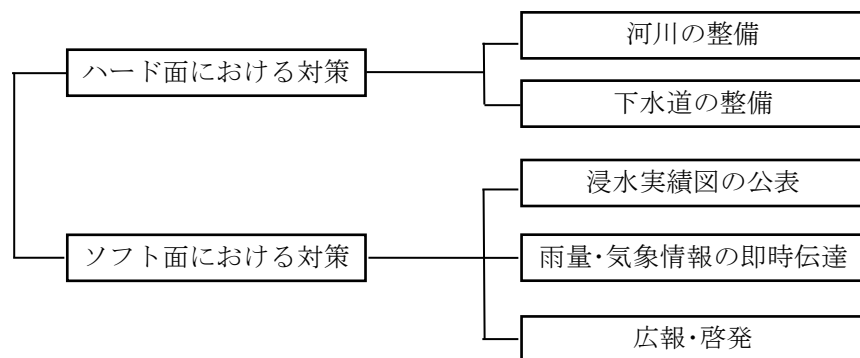 ハード面における対策
河川の整備
下水道の整備
ソフト面における対策
浸水実績図の公表
雨量・気象情報の即時伝達
広報・啓発